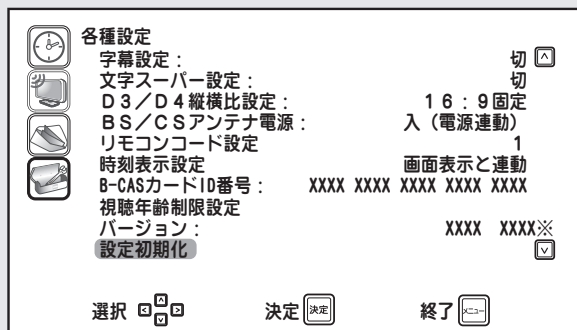 各種設定
字幕設定： 切
文字スーパー設定： 切
Ｄ３／Ｄ４縦横比設定： １６：９固定
ＢＳ／ＣＳアンテナ電源： 入（電源連動）
リモコンコード設定 1
時刻表示設定 画面表示と連動
B-CASカードID番号： XXXX XXXX XXXX XXXX XXXX
視聴年齢制限設定
バージョン： XXXX XXXX※
設定初期化
選択 決定 決定 終了 メニュー